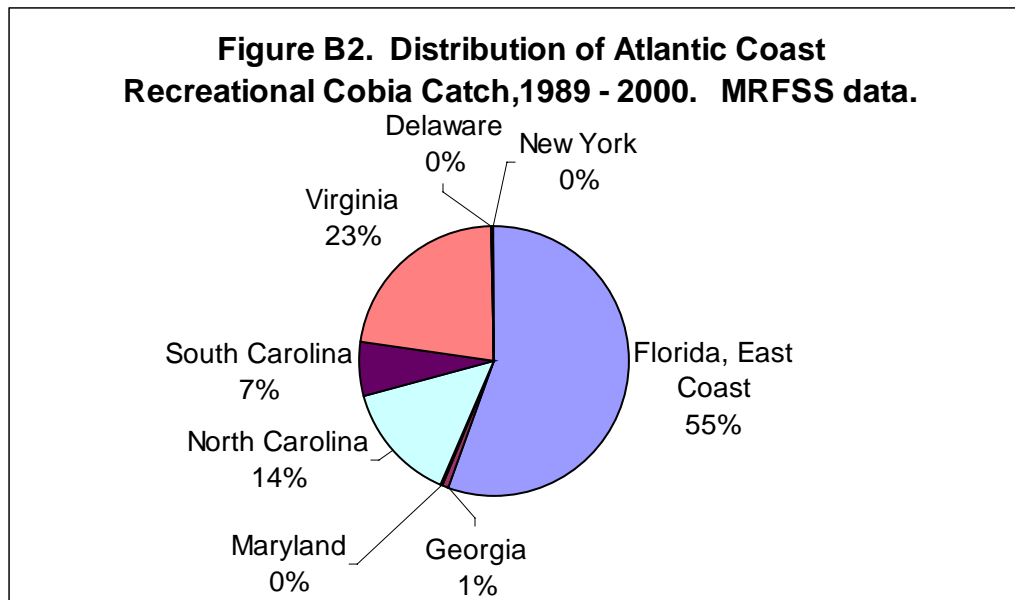 Figure B2. Distribution of Atlantic Coast
Recreational Cobia Catch,1989 - 2000. MRFSS data.
Delaware
0%
New York
0%
Virginia
23%
South Carolina
7%
Florida, East
Coast
55%
North Carolina
14%
Maryland
0%
Georgia
1%